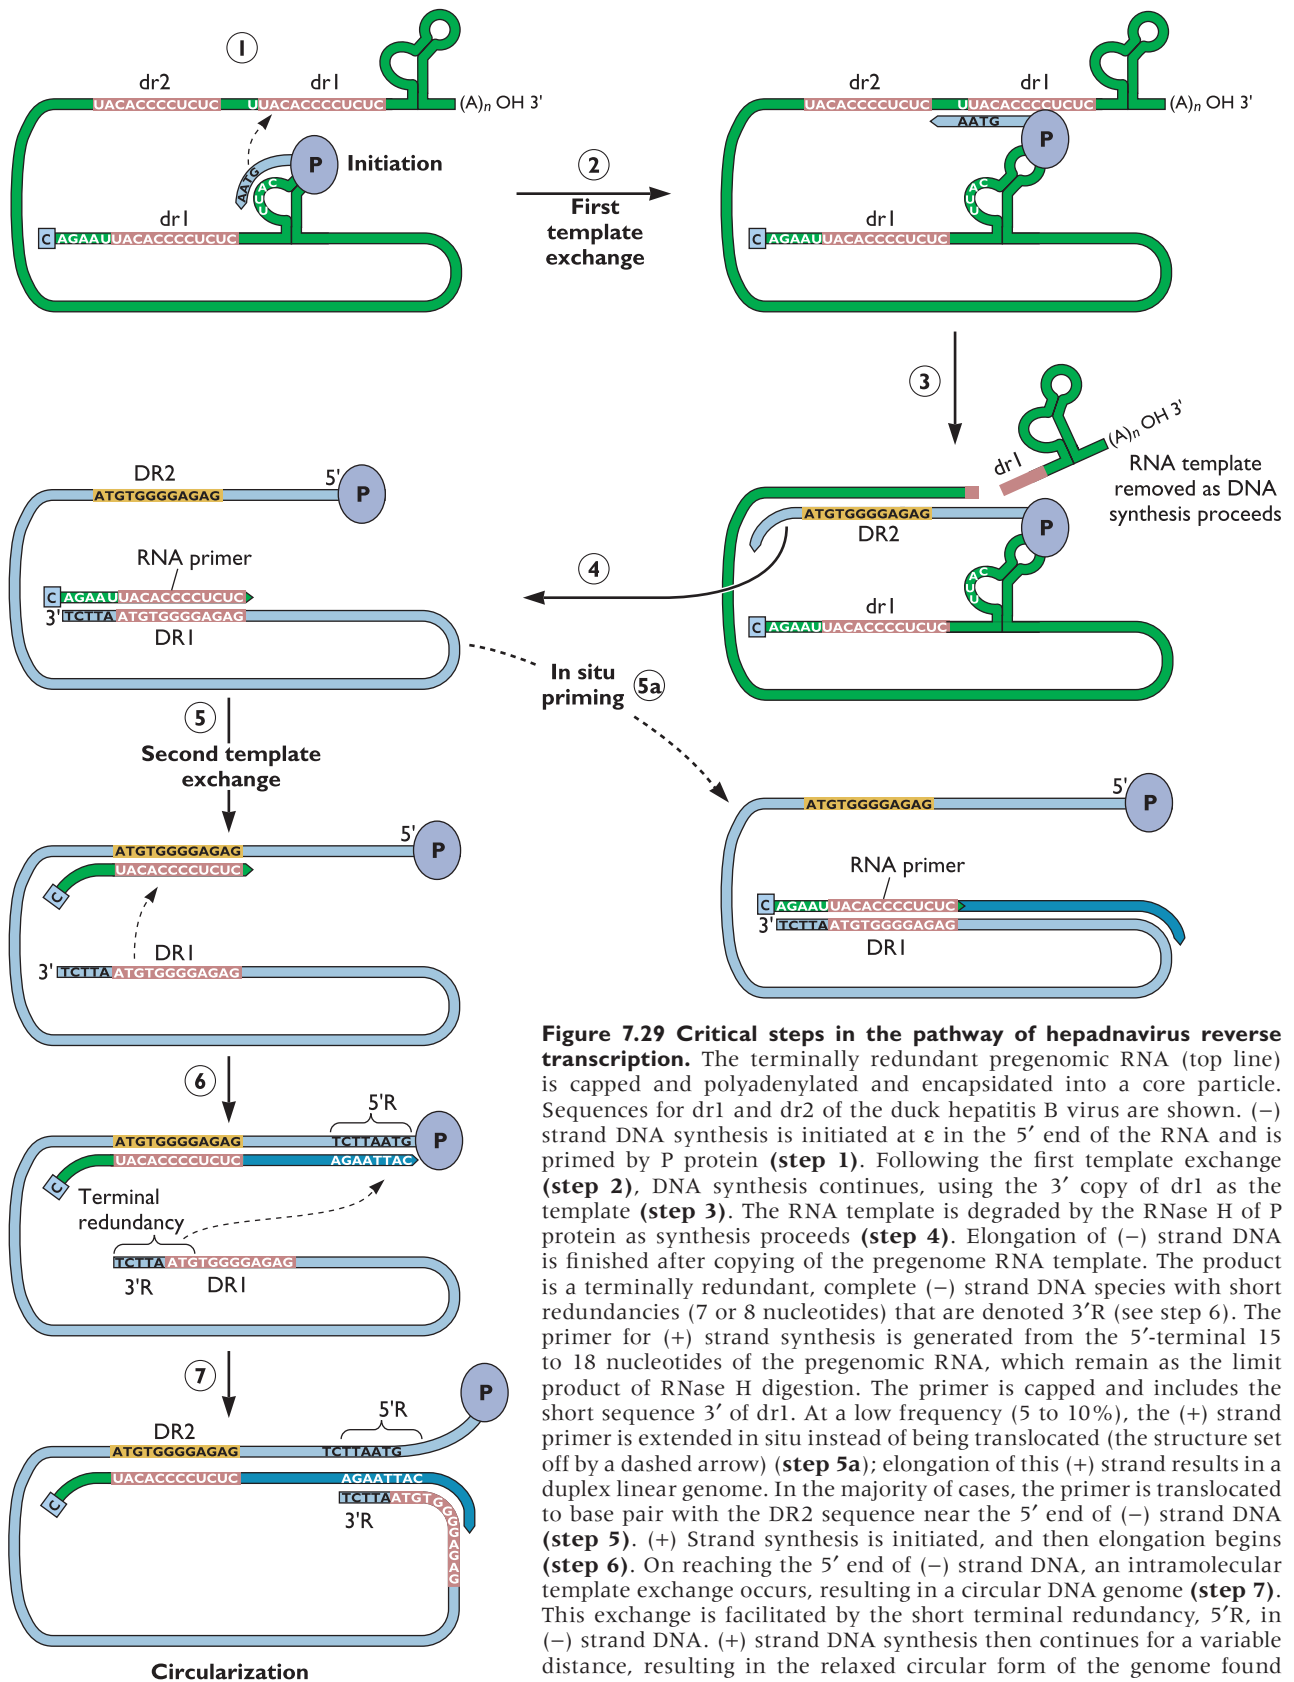 1
dr2
dr1
UACACCCCUCUC
UUACACCCCUCUC
(A)n OH 3'
AATG
P
Initiation
UUAC
dr1
C AGAAUUACACCCCUCUC
2
First
template
exchange
dr2
dr1
UACACCCCUCUC
UUACACCCCUCUC
(A)n OH 3'
AATG
P
UUAC
dr1
C AGAAUUACACCCCUCUC
3
dr1
(A)n OH 3'
RNA template
removed as DNA
synthesis proceeds
ATGTGGGGAGAG
DR2
P
UUAC
dr1
C AGAAUUACACCCCUCUC
4
DR2
5'
P
ATGTGGGGAGAG
RNA primer
C AGAAUUACACCCCUCUC
3' TCTTAATGTGGGGAGAG
DR1
In situ
priming
5a
5'
P
ATGTGGGGAGAG
RNA primer
C AGAAUUACACCCCUCUC
3' TCTTAATGTGGGGAGAG
DR1
5
Second template
exchange
5'
P
ATGTGGGGAGAG
UACACCCCUCUC
C
DR1
3' TCTTAATGTGGGGAGAG
6
5'R
ATGTGGGGAGAG
TCTTAATG
P
UACACCCCUCUC
AGAATTAC
C
Terminal
redundancy
TCTTAATGTGGGGAGAG
3'R
DR1
7
P
5'R
DR2
ATGTGGGGAGAG
TCTTAATG
UACACCCCUCUC
AGAATTAC
C
TCTTAATGTGGGGAGAG
3'R
Circularization
Figure 7.29 Critical steps in the pathway of hepadnavirus reverse
transcription. The terminally redundant pregenomic RNA (top line)
is capped and polyadenylated and encapsidated into a core particle.
Sequences for dr1 and dr2 of the duck hepatitis B virus are shown. (−)
strand DNA synthesis is initiated at ε in the 5′ end of the RNA and is
primed by P protein (step 1). Following the first template exchange
(step 2), DNA synthesis continues, using the 3′ copy of dr1 as the
template (step 3). The RNA template is degraded by the RNase H of P
protein as synthesis proceeds (step 4). Elongation of (−) strand DNA
is finished after copying of the pregenome RNA template. The product
is a terminally redundant, complete (−) strand DNA species with short
redundancies (7 or 8 nucleotides) that are denoted 3′R (see step 6). The
primer for (+) strand synthesis is generated from the 5′-terminal 15
to 18 nucleotides of the pregenomic RNA, which remain as the limit
product of RNase H digestion. The primer is capped and includes the
short sequence 3′ of dr1. At a low frequency (5 to 10%), the (+) strand
primer is extended in situ instead of being translocated (the structure set
off by a dashed arrow) (step 5a); elongation of this (+) strand results in a
duplex linear genome. In the majority of cases, the primer is translocated
to base pair with the DR2 sequence near the 5′ end of (−) strand DNA
(step 5). (+) Strand synthesis is initiated, and then elongation begins
(step 6). On reaching the 5′ end of (−) strand DNA, an intramolecular
template exchange occurs, resulting in a circular DNA genome (step 7).
This exchange is facilitated by the short terminal redundancy, 5′R, in
(−) strand DNA. (+) strand DNA synthesis then continues for a variable
distance, resulting in the relaxed circular form of the genome found